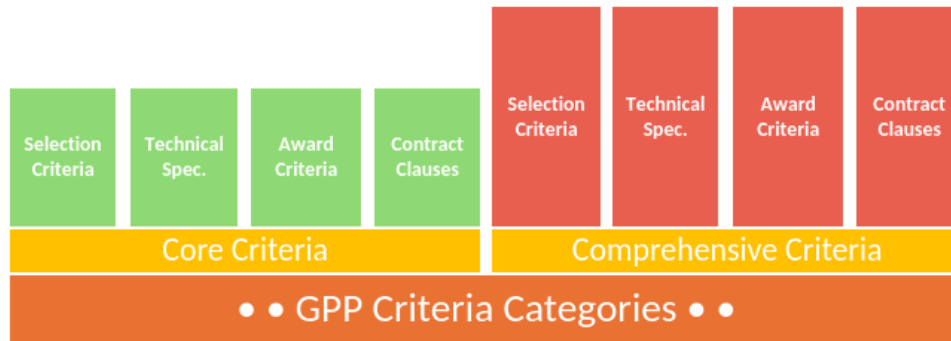 Selection
Criteria
Technical
Spec.
Award
Criteria
Contract
Clauses
Selection
Criteria
Technical
Spec.
Award
Criteria
Contract
Clauses
Core Criteria
Comprehensive Criteria
• • GPP Criteria Categories • •